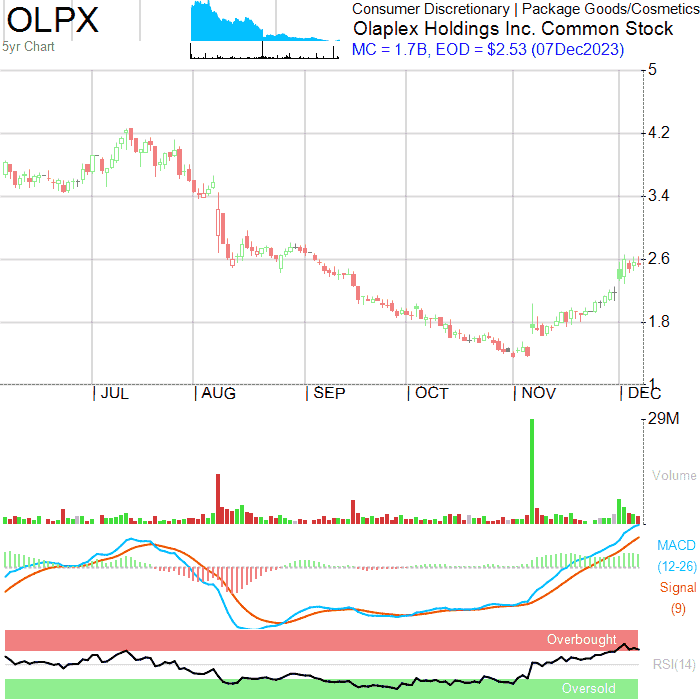 OLPX
5yr Chart
Consumer Discretionary | Package Goods/Cosmetics
Olaplex Holdings Inc. Common Stock
MC = 1.7B, EOD = $2.53 (07Dec2023)
5
4.2
3.4
2.6
1.8
1
JUL
AUG
SEP
OCT
NOV
DEC
29M
Volume
MACD
(12-26)
Signal
(9)
Overbought
RSI(14)
Oversold